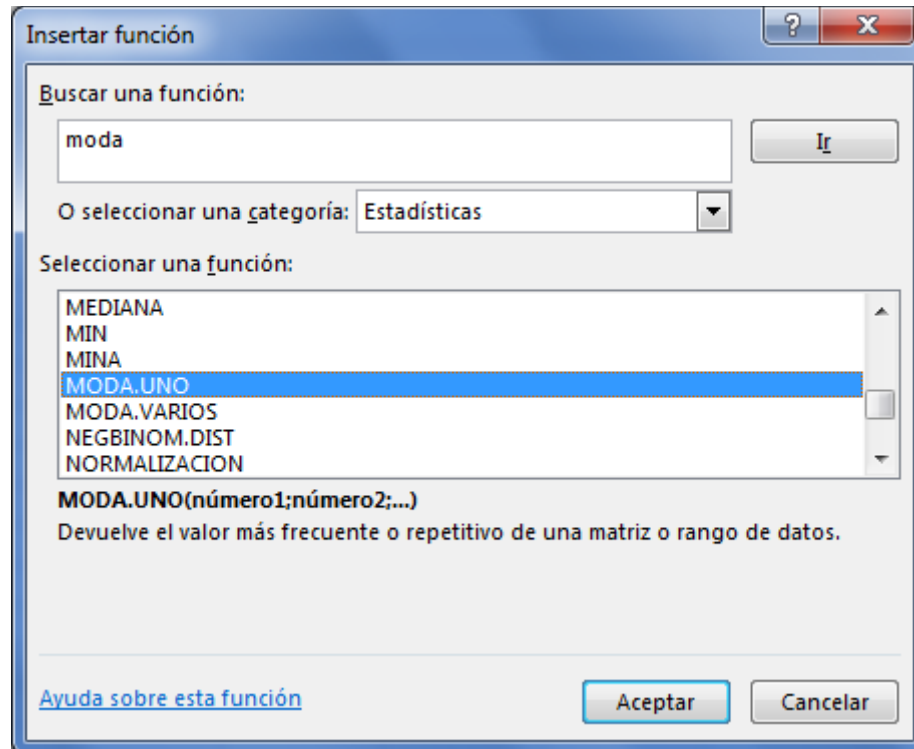 Insertar función
?
X
Buscar una función:
moda
Ir
O seleccionar una categoría: Estadísticas
Seleccionar una función:
MEDIANA
MIN
MINA
MODA.UNO
MODA.VARIOS
NEGBINOM.DIST
NORMALIZACION
MODA.UNO(número1;número2;...)
Devuelve el valor más frecuente o repetitivo de una matriz o rango de datos.
Ayuda sobre esta función
Aceptar
Cancelar